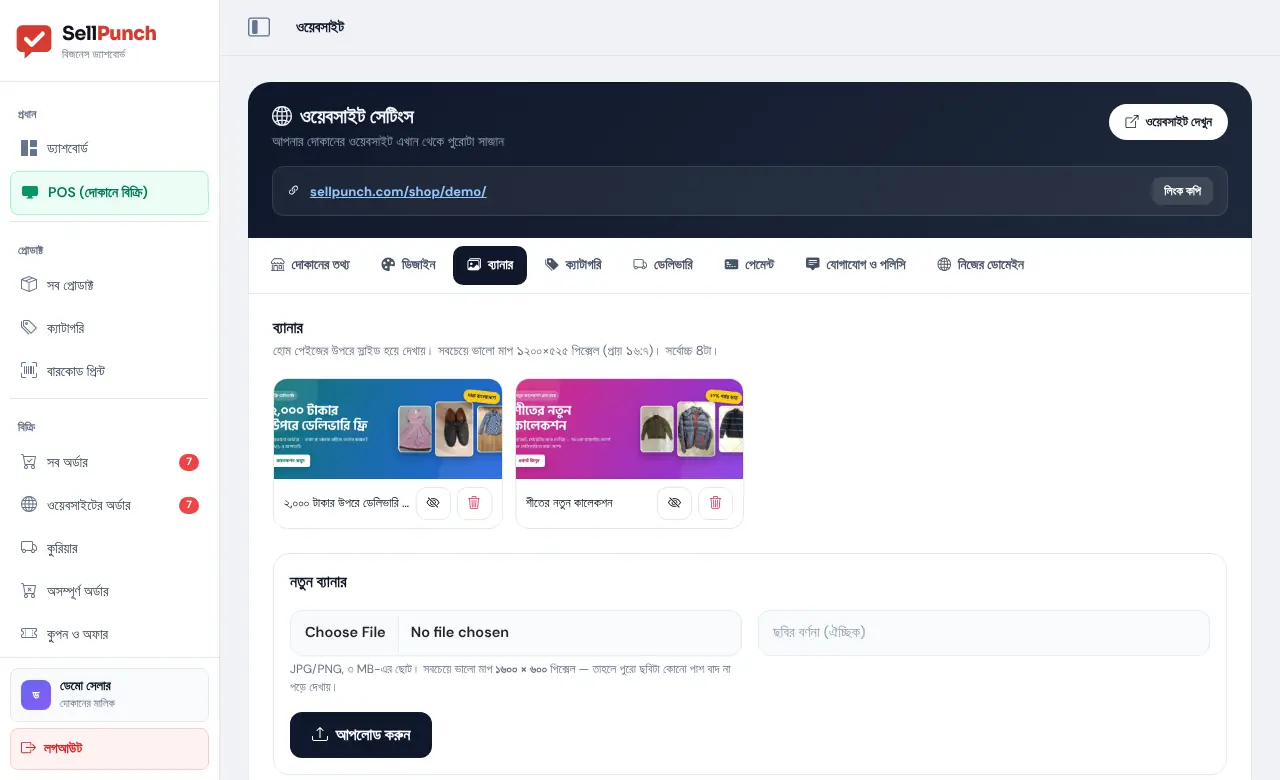 SellPunch
বিজনেস ড্যাশবোর্ড
প্রধান
ড্যাশবোর্ড
POS (দোকানে বিক্রি)
প্রোডাক্ট
সব প্রোডাক্ট
ক্যাটাগরি
বারকোড প্রিন্ট
বিক্রি
সব অর্ডার 7
ওয়েবসাইটের অর্ডার 7
কুরিয়ার
অসম্পূর্ণ অর্ডার
কুপন ও অফার
ড
ডেমো সেলার
দোকানের মালিক
লগআউট
ওয়েবসাইট
ওয়েবসাইট সেটিংস
আপনার দোকানের ওয়েবসাইট এখান থেকে পুরোটা সাজান
ওয়েবসাইট দেখুন
sellpunch.com/shop/demo/
লিংক কপি
দোকানের তথ্য ডিজাইন ব্যানার ক্যাটাগরি ডেলিভারি পেমেন্ট যোগাযোগ ও পলিসি নিজের ডোমেইন
ব্যানার
হোম পেইজের উপরে স্লাইড হয়ে দেখায়। সবচেয়ে ভালো মাপ ১২০০×৫২৫ পিক্সেল (প্রায় ১৬:৭)। সর্বোচ্চ 8টা।
২,০০০ টাকার
উপরে ডেলিভারি ফ্রি
শীতের নতুন
কালেকশন
২,০০০ টাকার উপরে ডেলিভারি ...
শীতের নতুন কালেকশন
নতুন ব্যানার
Choose File No file chosen
ছবির বর্ণনা (ঐচ্ছিক)
JPG/PNG, ৩ MB-এর ছোট। সবচেয়ে ভালো মাপ ১৬০০ × ৬০০ পিক্সেল — তাহলে পুরো ছবিটা কোনো পাশ বাদ না
পড়ে দেখায়।
আপলোড করুন